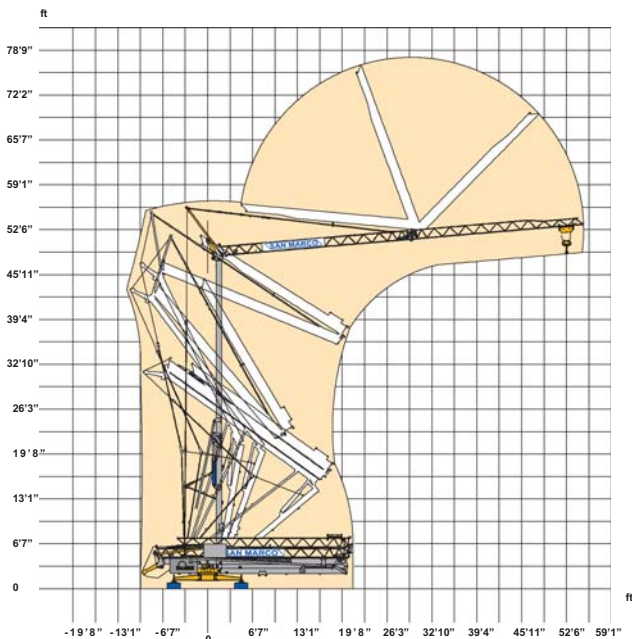 ft
78'9"
72'2"
65'7"
59'1"
52'6"
SAN MARCO
45'11"
39'4"
32'10"
26'3"
19'8"
13'1"
6'7"
SAN MARCO
0
ft
-19'8" -13'1" -6'7" 0 6'7" 13'1" 19'8" 26'3" 32'10" 39'4" 45'11" 52'6" 59'1"